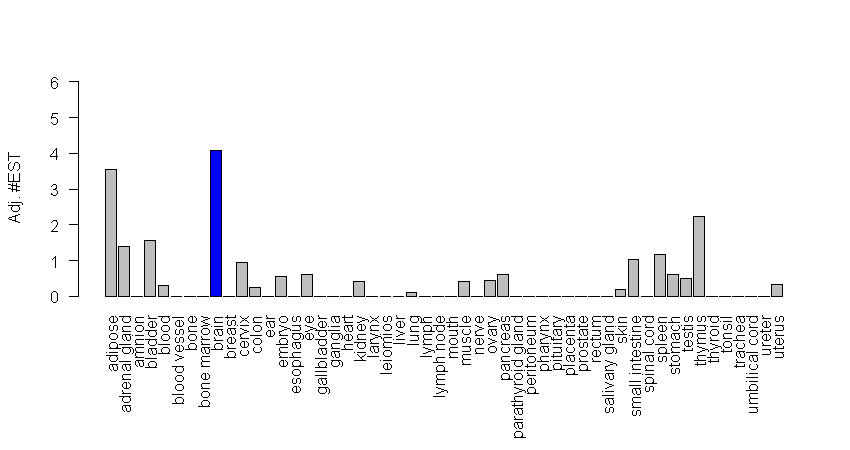 Adj. #EST
6
5
4
3
2
1
0
adipose
adrenal gland
amnion
bladder
blood
blood vessel
bone
bone marrow
brain
breast
cervix
colon
ear
embryo
esophagus
eye
gallbladder
ganglia
heart
kidney
larynx
leiomios
liver
lung
lymph
lymph node
mouth
muscle
nerve
ovary
pancreas
parathyroid gland
peritoneum
pharynx
pituitary
placenta
prostate
rectum
salivary gland
skin
small intestine
spinal cord
spleen
stomach
testis
thymus
thyroid
tonsil
trachea
umbilical cord
ureter
uterus